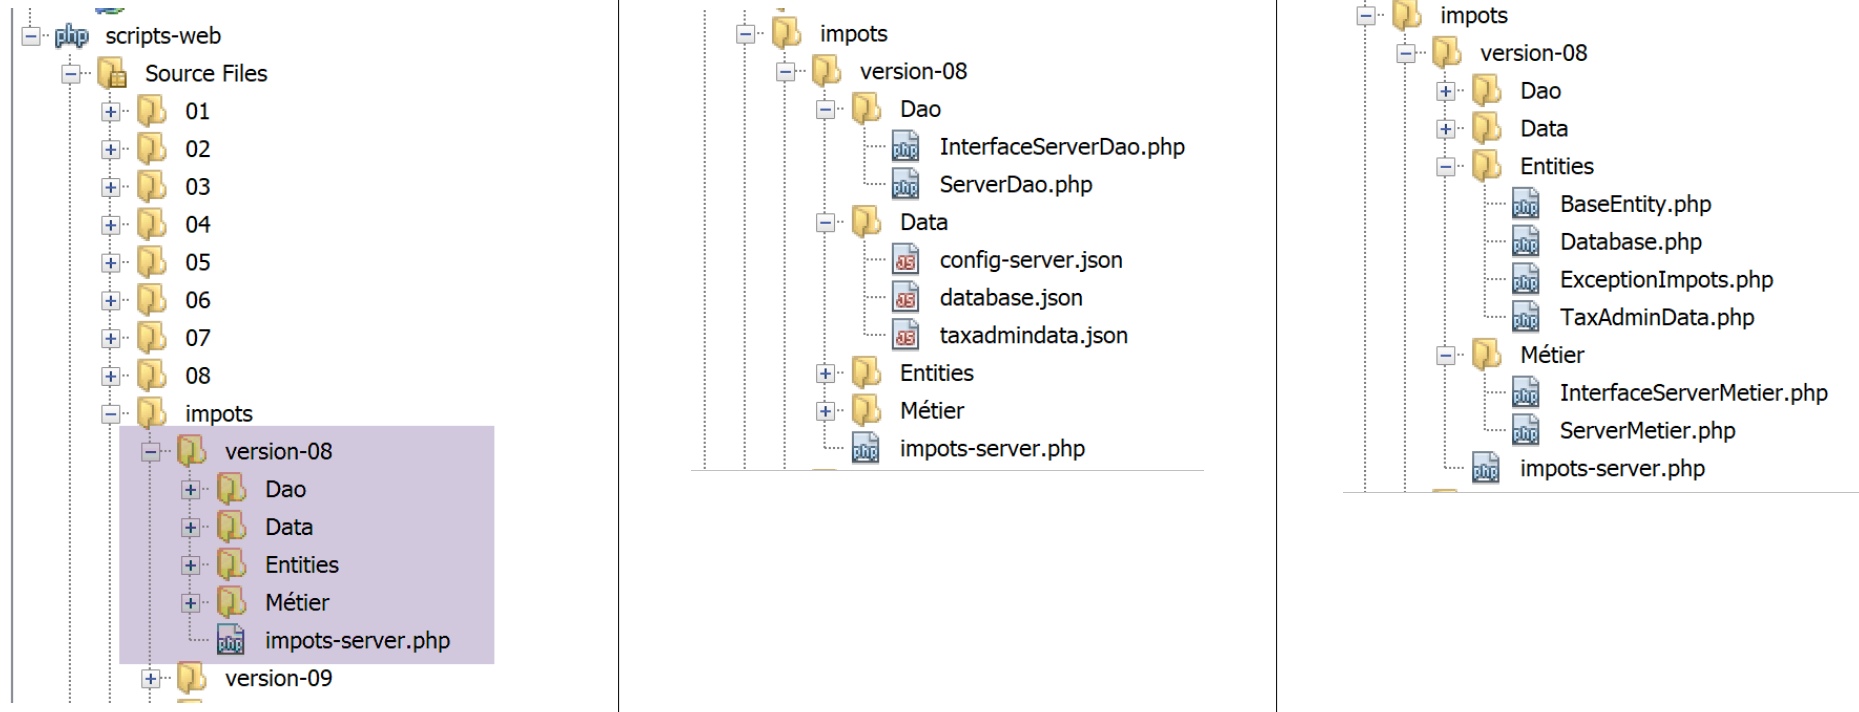 scripts-web
Source Files
01
02
03
04
05
06
07
08
impots
version-08
Dao
Data
Entities
Métier
impots-server.php
version-09
impots
version-08
Dao
InterfaceServerDao.php
ServerDao.php
Data
config-server.json
database.json
taxadmindata.json
Entities
Métier
impots-server.php
impots
version-08
Dao
Data
Entities
BaseEntity.php
Database.php
ExceptionImpots.php
TaxAdminData.php
Métier
InterfaceServerMetier.php
ServerMetier.php
impots-server.php